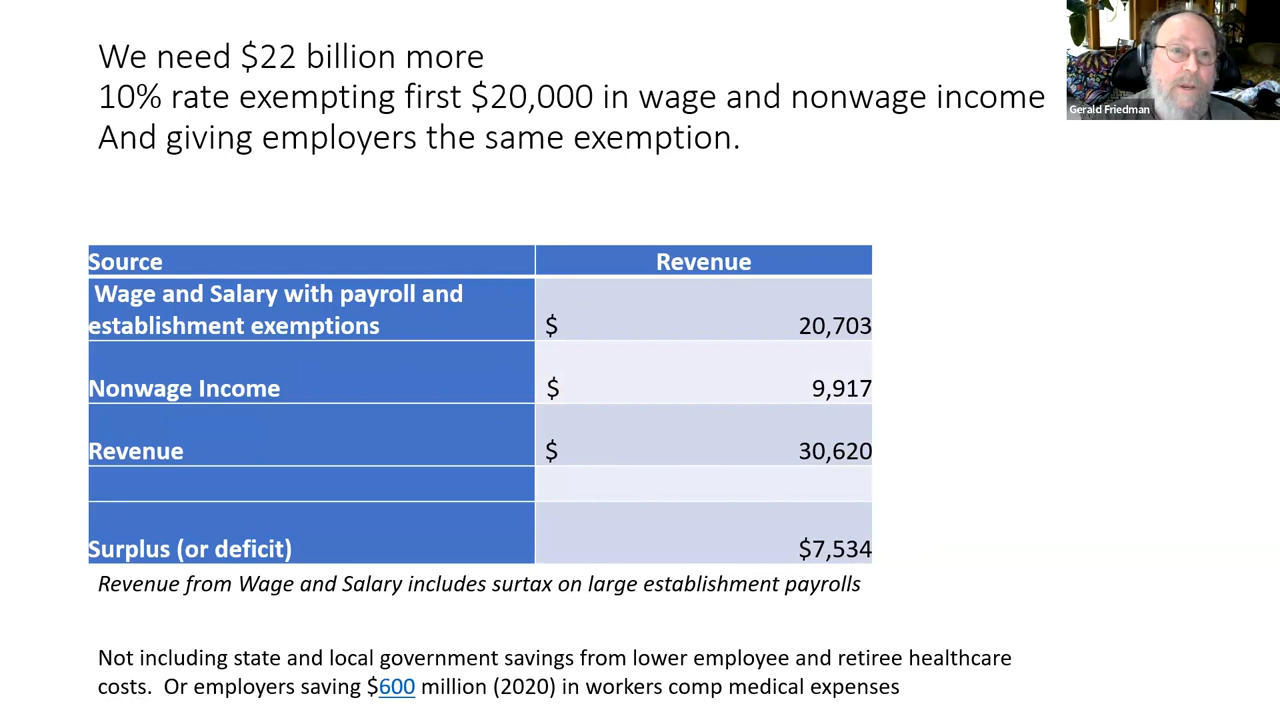 We need $22 billion more
10% rate exempting first $20,000 in wage and nonwage income
And giving employers the same exemption.
Gerald Friedman
Source Revenue
Wage and Salary with payroll and
establishment exemptions $ 20,703
Nonwage Income $ 9,917
Revenue $ 30,620
Surplus (or deficit) $7,534
Revenue from Wage and Salary includes surtax on large establishment payrolls
Not including state and local government savings from lower employee and retiree healthcare
costs. Or employers saving $600 million (2020) in workers comp medical expenses